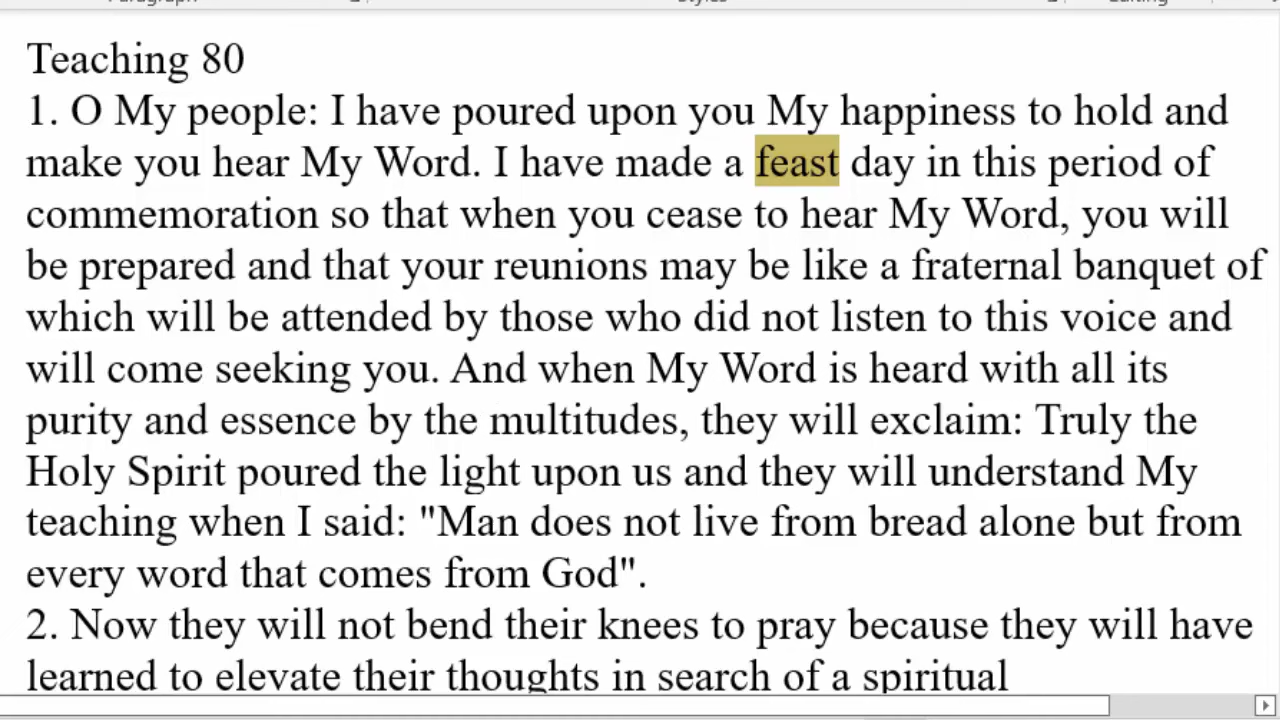 Paragraph Styles Editing
Teaching 80
1. O My people: I have poured upon you My happiness to hold and
make you hear My Word. I have made a feast day in this period of
commemoration so that when you cease to hear My Word, you will
be prepared and that your reunions may be like a fraternal banquet of
which will be attended by those who did not listen to this voice and
will come seeking you. And when My Word is heard with all its
purity and essence by the multitudes, they will exclaim: Truly the
Holy Spirit poured the light upon us and they will understand My
teaching when I said: "Man does not live from bread alone but from
every word that comes from God".
2. Now they will not bend their knees to pray because they will have
learned to elevate their thoughts in search of a spiritual